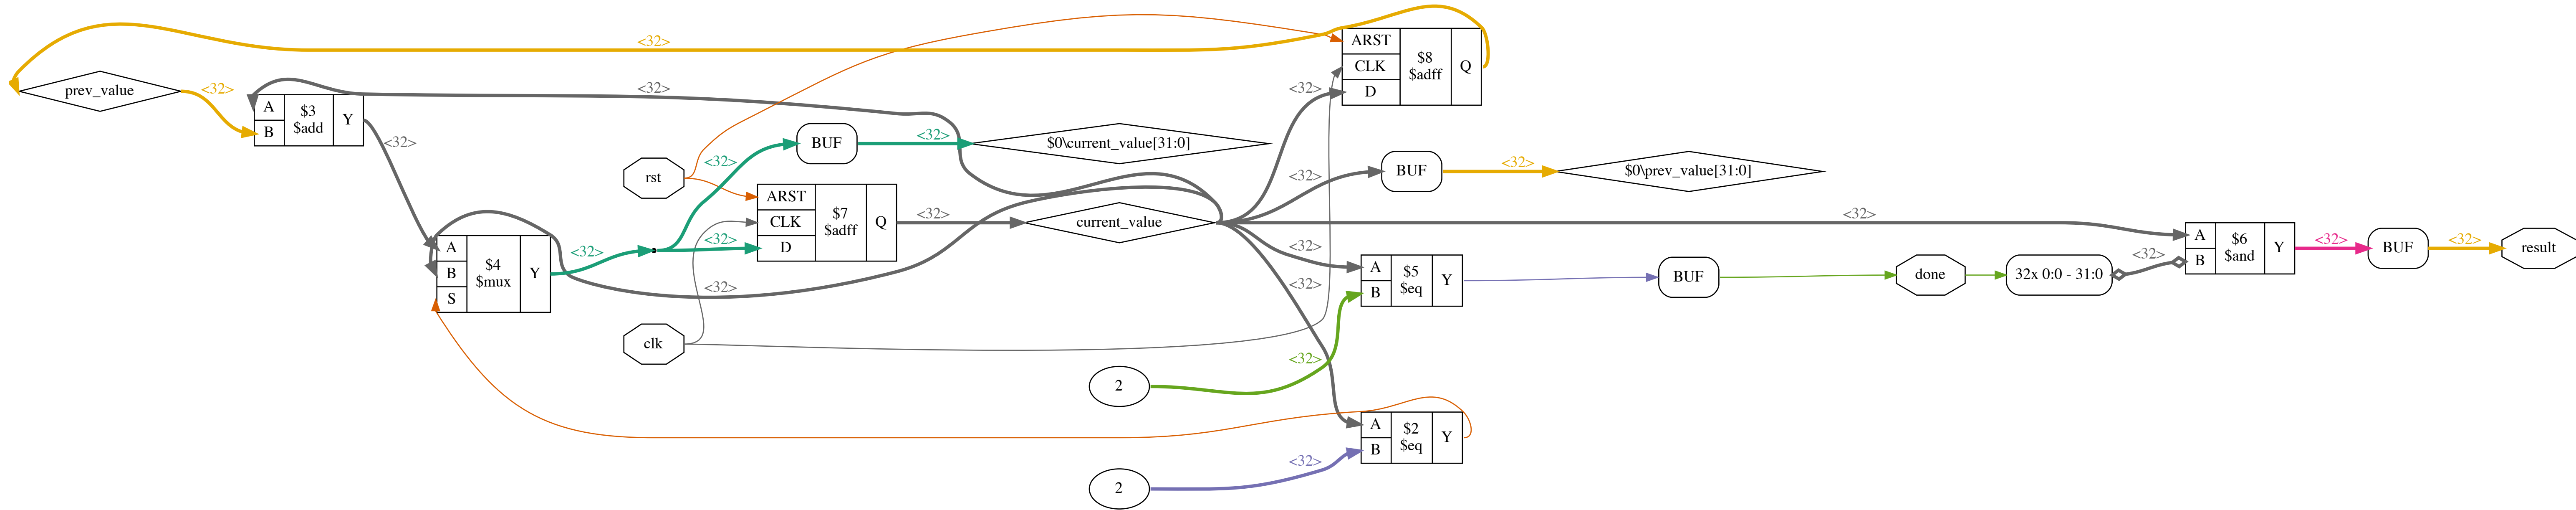 <32>
ARST
CLK
D
$8
$adff
Q
prev_value
<32>
<32>
A
B
$3
$add
Y
<32>
rst
<32>
BUF
<32>
$0\current_value[31:0]
<32>
<32>
BUF
<32>
$0\prev_value[31:0]
ARST
CLK
D
$7
$adff
Q
<32>
current_value
<32>
<32>
A
B
S
$4
$mux
Y
<32>
<32>
<32>
<32>
A
B
$5
$eq
Y
BUF
done
32x 0:0 - 31:0
<32>
A
B
$6
$and
Y
<32>
BUF
<32>
result
<32>
clk
<32>
2
A
B
$2
$eq
Y
<32>
2